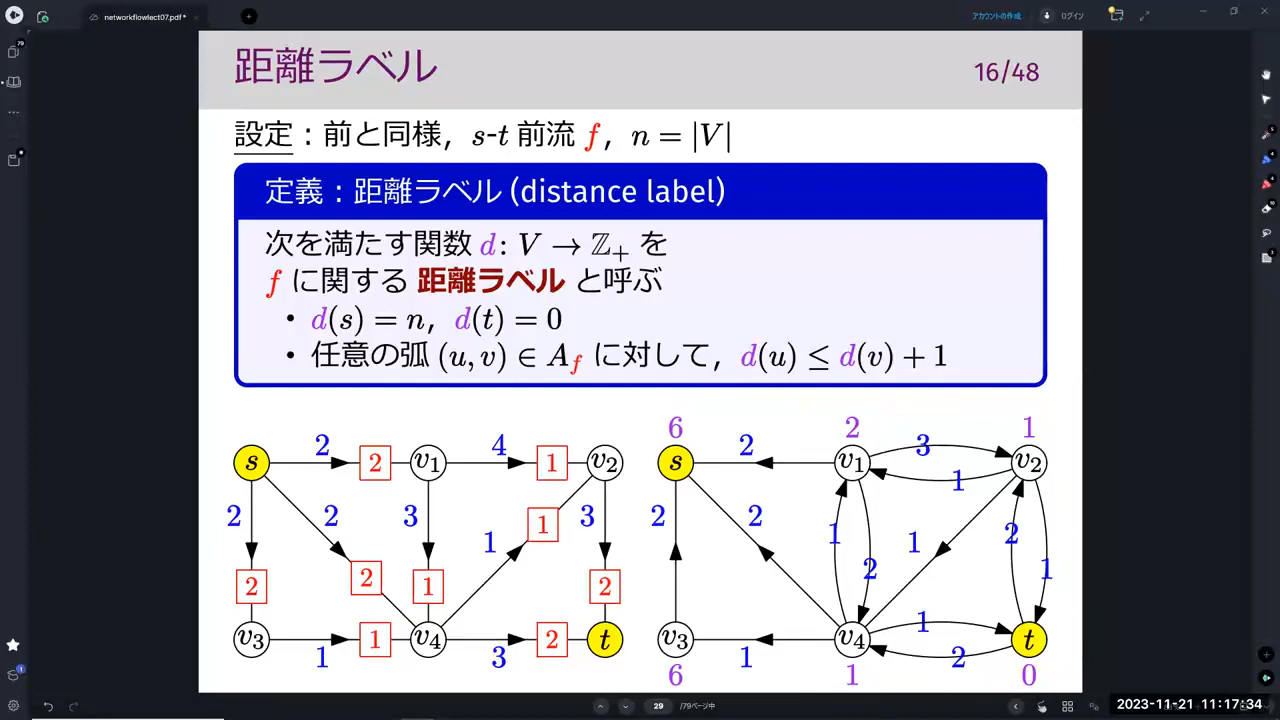 networkflowlect07.pdf *
アカウントの作成
ログイン
距離ラベル
16/48
設定：前と同様，s-t 前流 f，n = |V|
定義：距離ラベル (distance label)
次を満たす関数 d: V → ℤ₊ を
f に関する 距離ラベル と呼ぶ
• d(s) = n, d(t) = 0
• 任意の弧 (u, v) ∈ A_f に対して，d(u) ≤ d(v) + 1
6 2 1
s 2 2 v₁ 4 1 v₂
s 2 v₁ 3 1 v₂
2 2 3 1 1 3
2 2 1 2 1 2 1
2 2 1 2
v₃ 1 1 v₄ 3 2 t
v₃ 1 v₄ 1 2 t
6 1 0
29 /79ページ中
2023-11-21 11:17:34